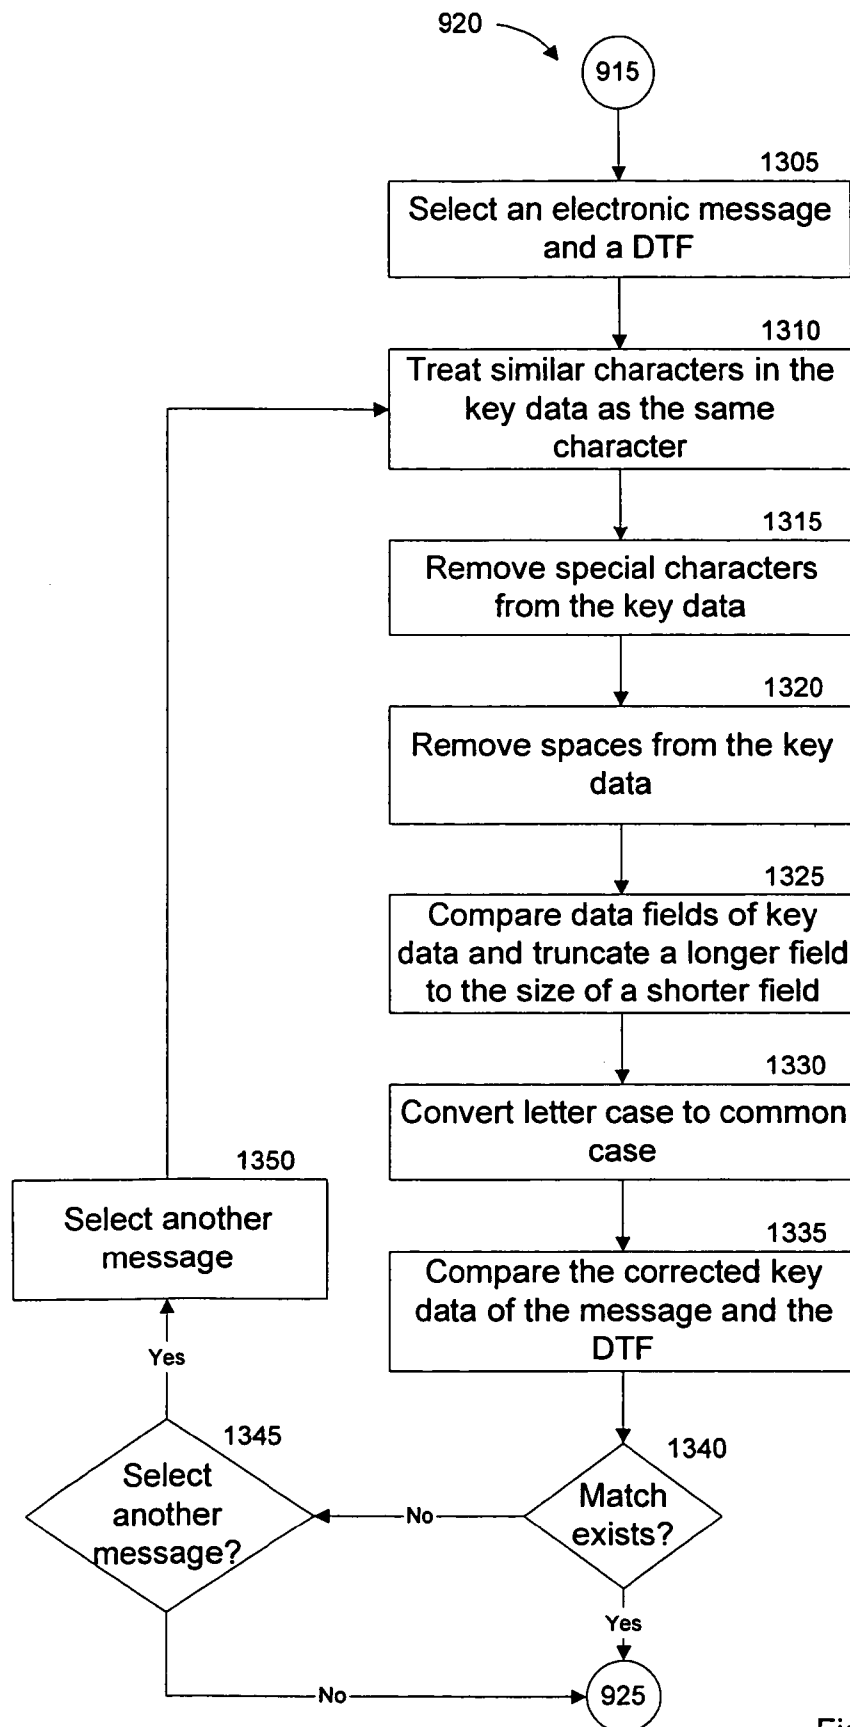 920
915
1305
Select an electronic message
and a DTF
1310
Treat similar characters in the
key data as the same
character
1315
Remove special characters
from the key data
1320
Remove spaces from the key
data
1325
Compare data fields of key
data and truncate a longer field
to the size of a shorter field
1330
Convert letter case to common
case
1350
Select another
message
1335
Compare the corrected key
data of the message and the
DTF
Yes
1345
Select
another
message?
No
1340
Match
exists?
Yes
No
925